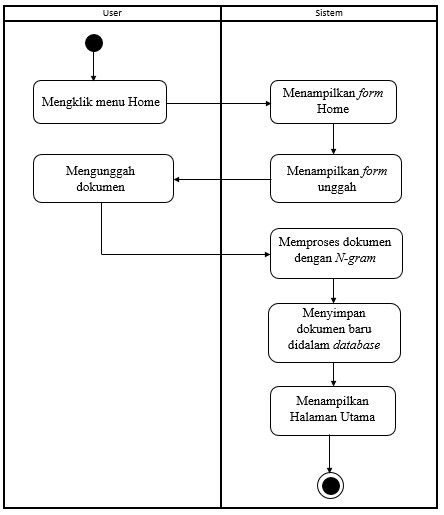 User
Sistem
Mengklik menu Home
Menampilkan form
Home
Menampilkan form
unggah
Mengunggah
dokumen
Memproses dokumen
dengan N-gram
Menyimpan
dokumen baru
didalam database
Menampilkan
Halaman Utama